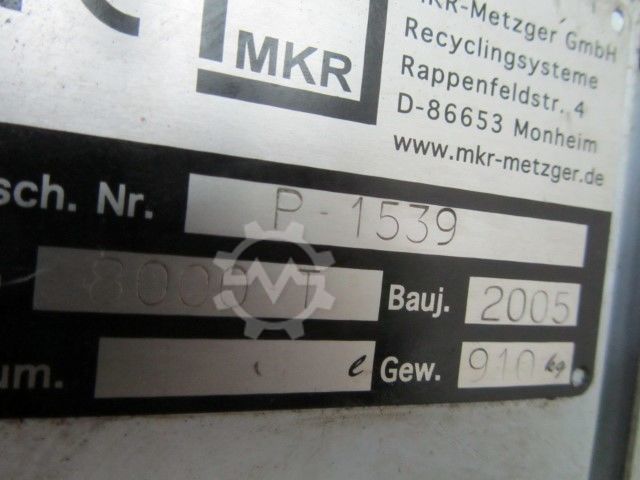 MKR
MKR-Metzger GmbH
Recyclingsysteme
Rappenfeldstr. 4
D-86653 Monheim
www.mkr-metzger.de
sch. Nr. P-1539
8000 T Bauj. 2005
um. l Gew. 910 kg